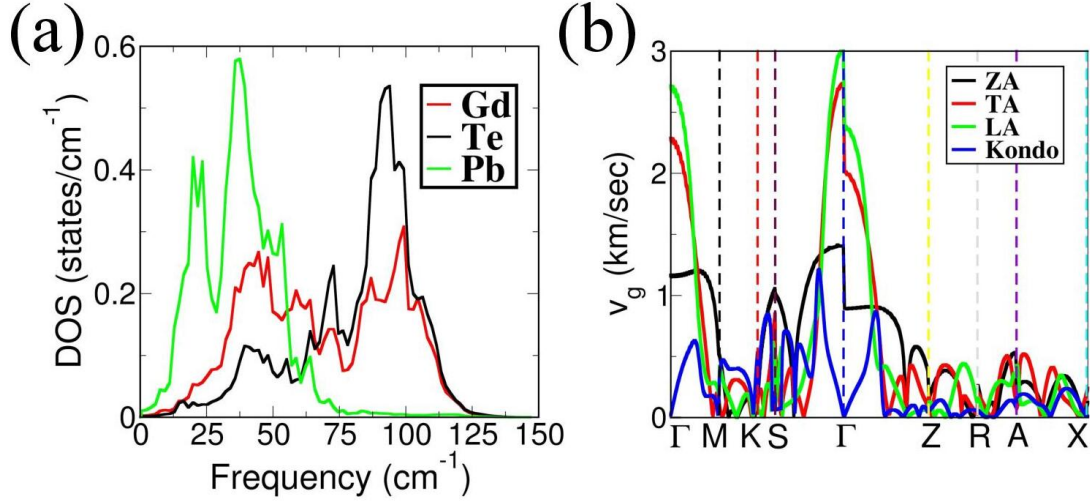 (a)
0.6
0.4
0.2
0
DOS (states/cm⁻¹)
Gd
Te
Pb
0 25 50 75 100 125 150
Frequency (cm⁻¹)
(b)
3
2
1
0
v_g (km/sec)
ZA
TA
LA
Kondo
Γ M K S Γ Z R A X